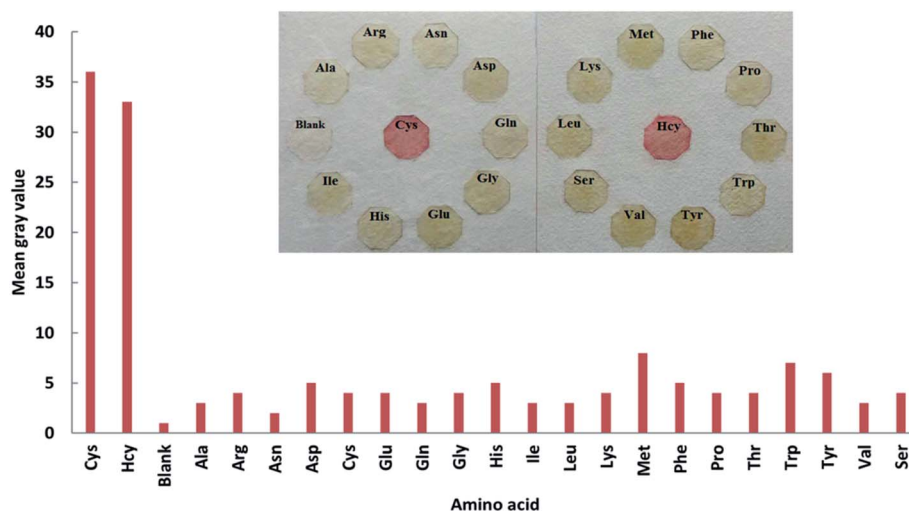 Mean gray value
40
35
30
25
20
15
10
5
0
Arg Asn
Ala Asp
Blank Cys Gln
Ile Gly
His Glu
Met Phe
Lys Pro
Leu Hcy Thr
Ser Trp
Val Tyr
Cys Hcy Blank Ala Arg Asn Asp Cys Glu Gln Gly His Ile Leu Lys Met Phe Pro Thr Trp Tyr Val Ser
Amino acid